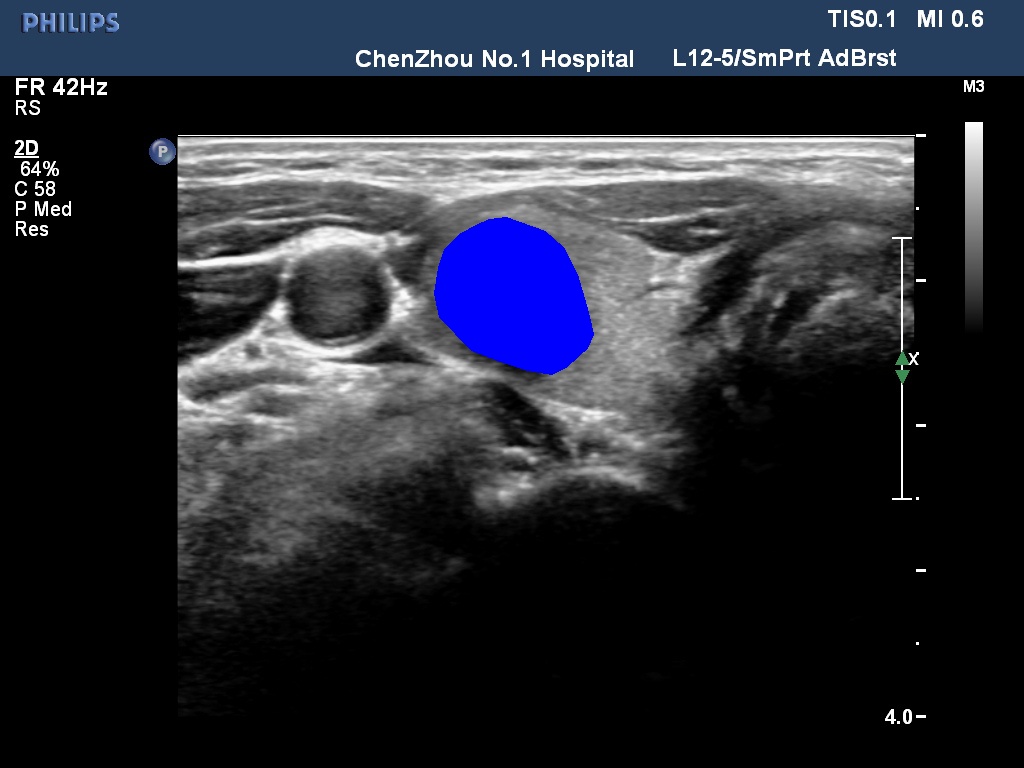 PHILIPS
TIS0.1 MI 0.6
ChenZhou No.1 Hospital L12-5/SmPrt AdBrst
FR 42Hz
RS
M3
2D
64%
C 58
P Med
Res
P
X
4.0